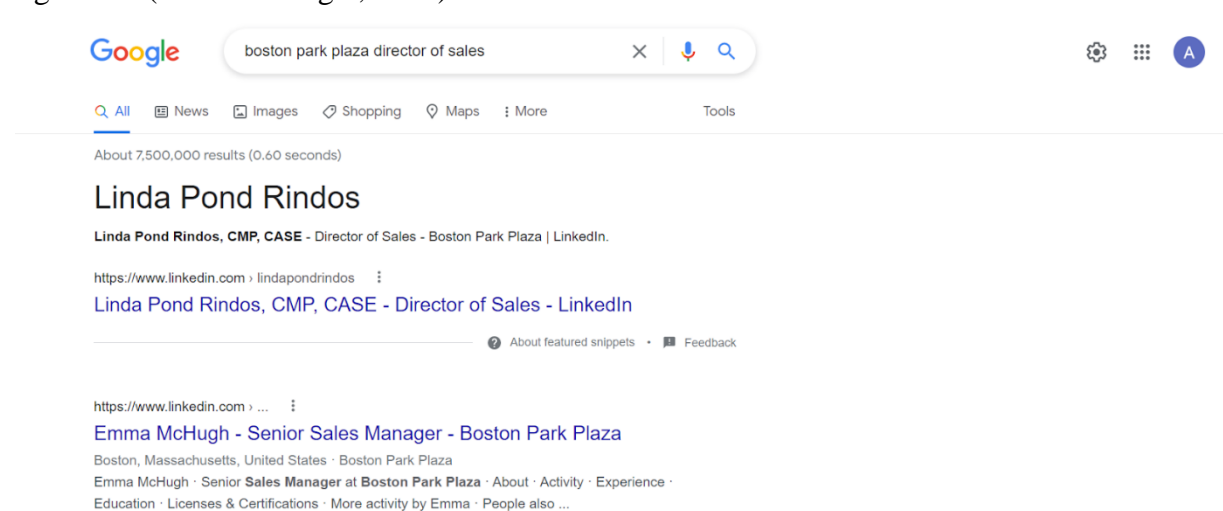 Google
boston park plaza director of sales
A
All News Images Shopping Maps More Tools
About 7,500,000 results (0.60 seconds)
Linda Pond Rindos
Linda Pond Rindos, CMP, CASE - Director of Sales - Boston Park Plaza | LinkedIn.
https://www.linkedin.com › lindapondrindos
Linda Pond Rindos, CMP, CASE - Director of Sales - LinkedIn
About featured snippets • Feedback
https://www.linkedin.com › ...
Emma McHugh - Senior Sales Manager - Boston Park Plaza
Boston, Massachusetts, United States · Boston Park Plaza
Emma McHugh · Senior Sales Manager at Boston Park Plaza · About · Activity · Experience ·
Education · Licenses & Certifications · More activity by Emma · People also ...